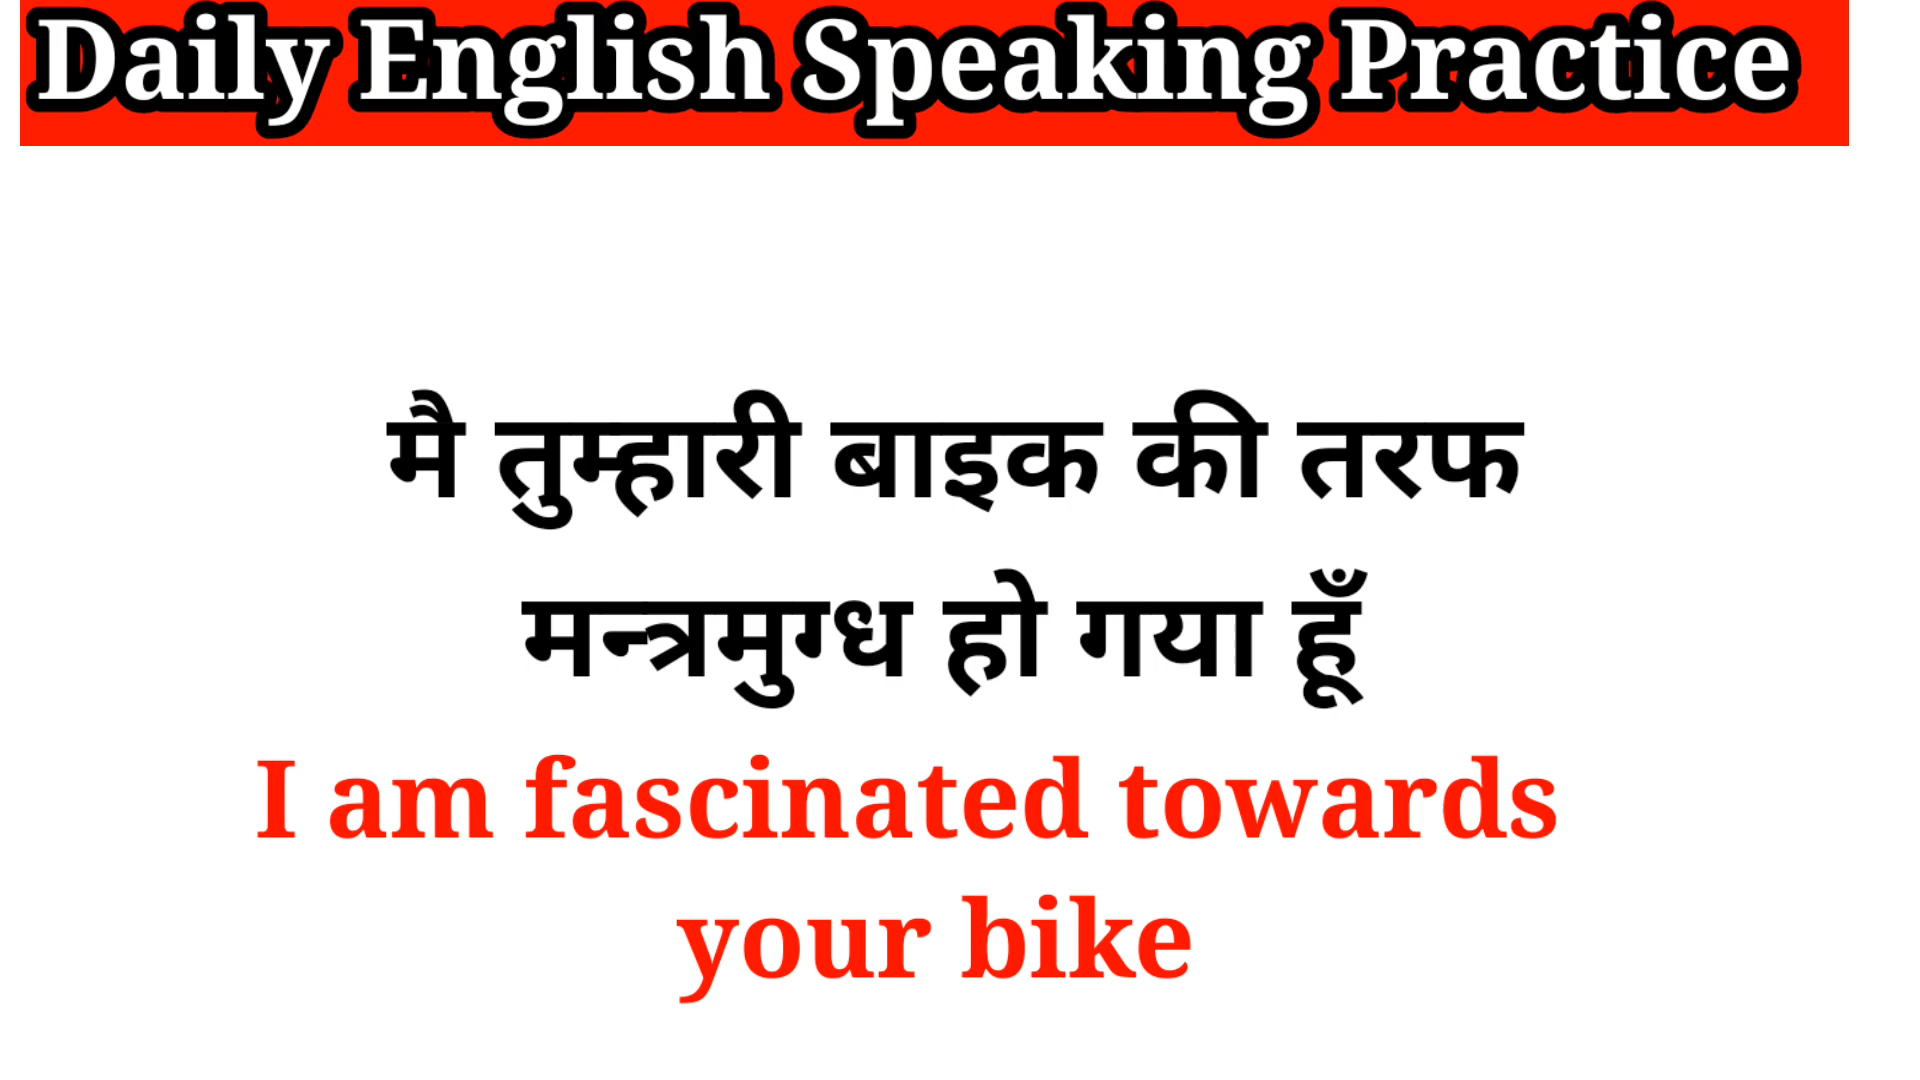 Daily English Speaking Practice
मै तुम्हारी बाइक की तरफ
मन्त्रमुग्ध हो गया हूँ
I am fascinated towards
your bike